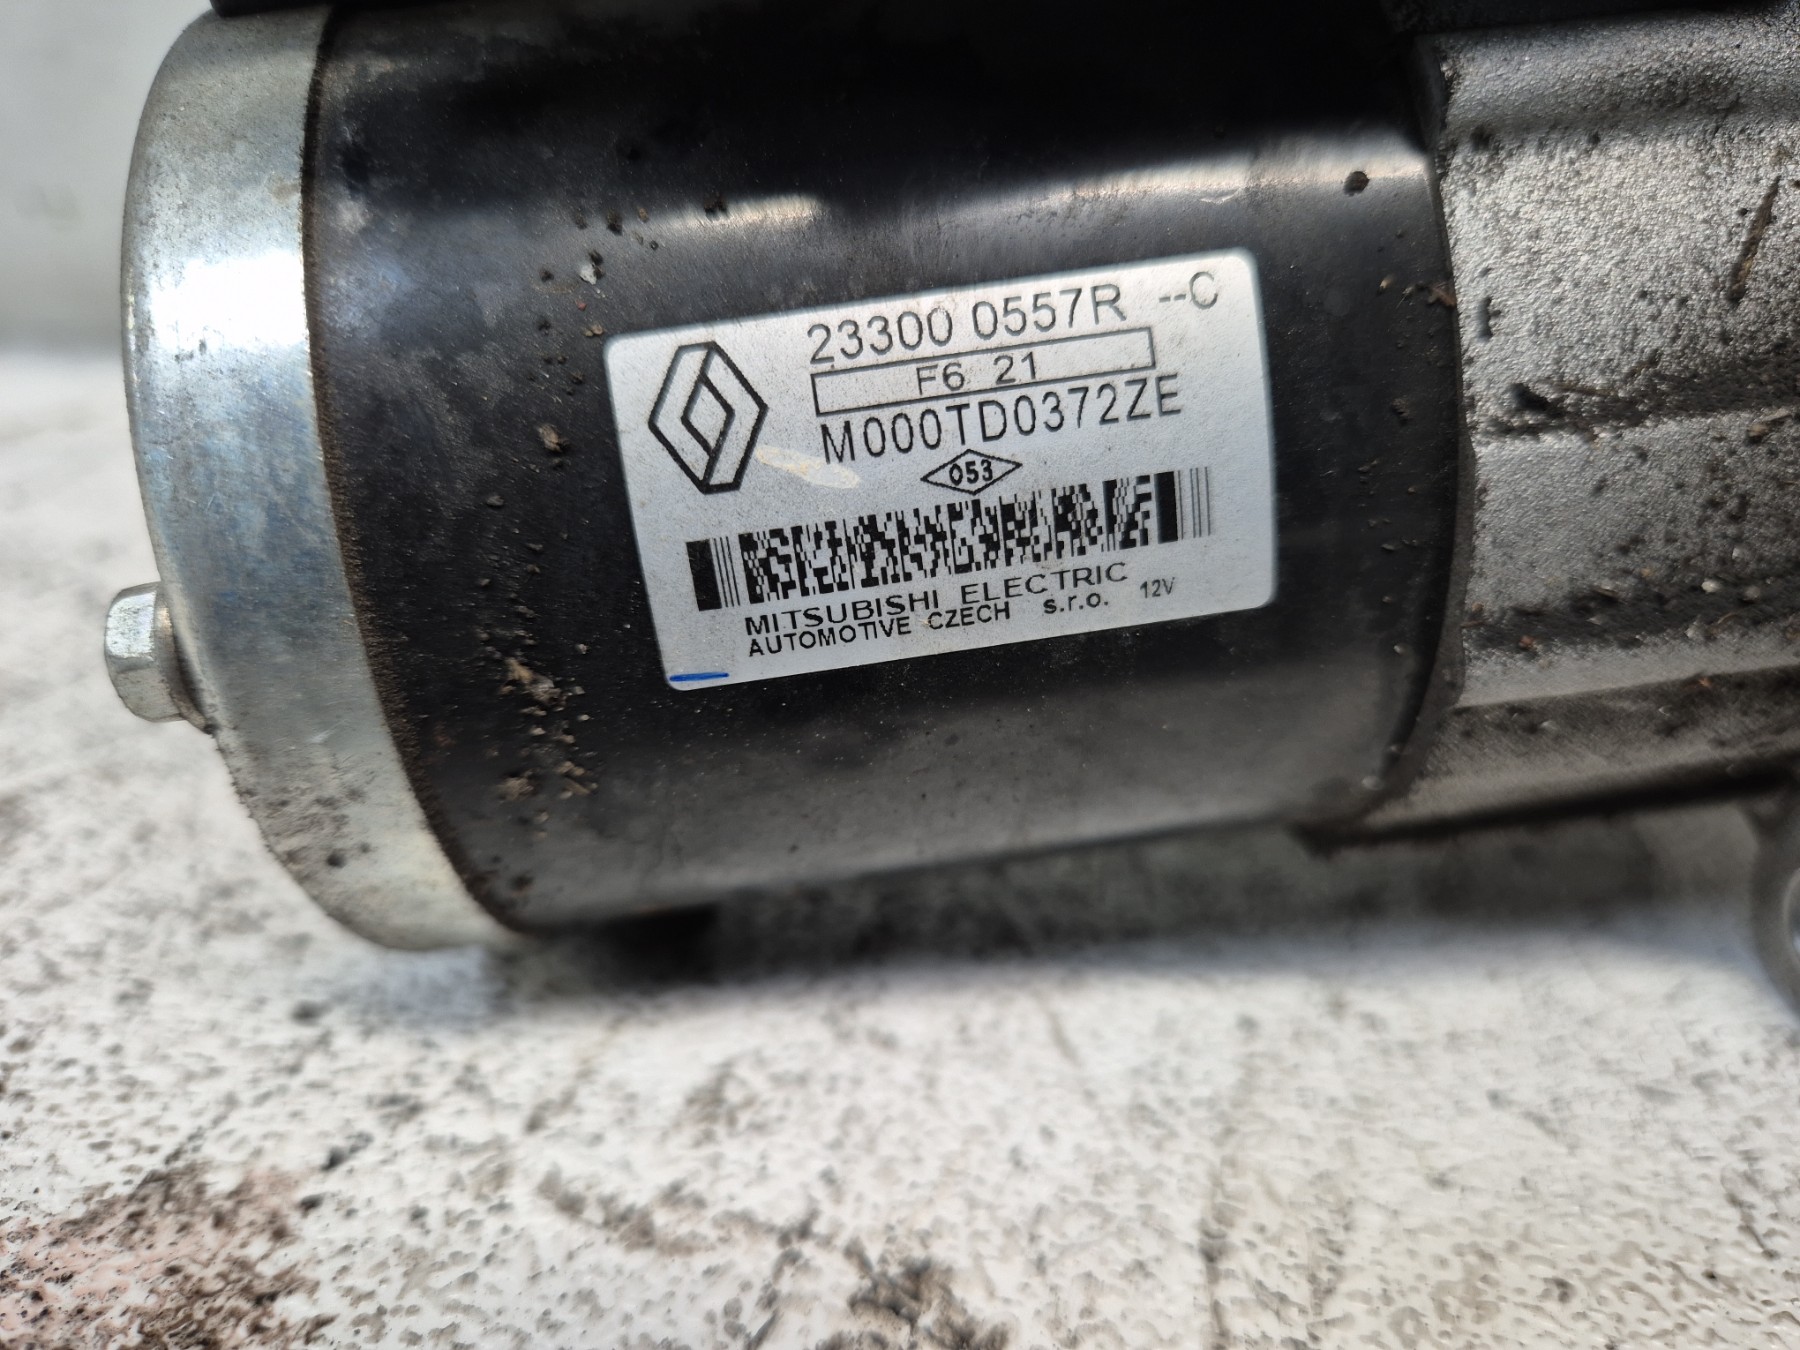 23300 0557R --C
F6 21
M000TD0372ZE
053
MITSUBISHI ELECTRIC
AUTOMOTIVE CZECH s.r.o. 12V